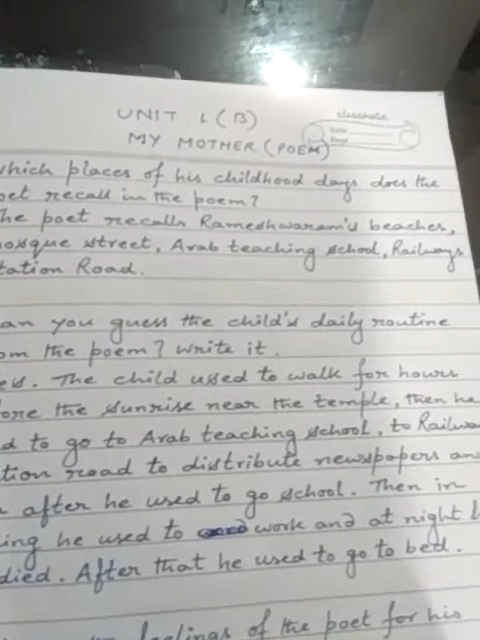 UNIT 1 (B)
classmate
Date
Page
MY MOTHER (POEM)
which places of his childhood days does the
oet recall in the poem?
he poet recalls Rameshwaram's beaches,
osque street, Arab teaching school, Railways
tation Road.
an you guess the child's daily routine
om the poem? Write it.
es. The child used to walk for hours
ore the sunrise near the temple, then he
d to go to Arab teaching school, to Railwa
tion road to distribute newspapers an
after he used to go school. Then in
ing he used to work and at night
died. After that he used to go to bed.
feelings of the poet for his